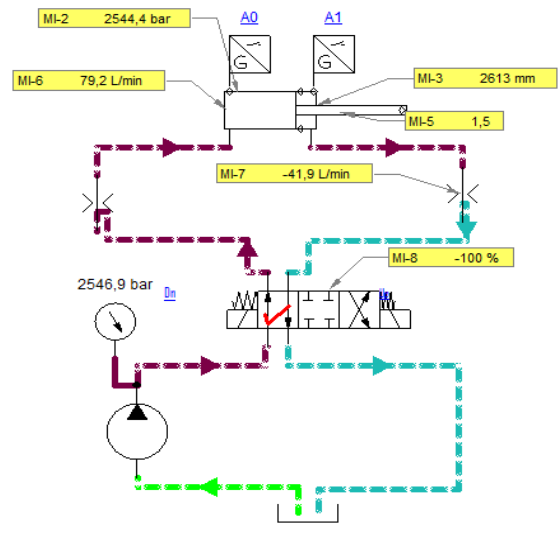 MI-2 2544,4 bar
A0
A1
MI-6 79,2 L/min
G
G
MI-3 2613 mm
MI-5 1,5
MI-7 -41,9 L/min
MI-8 -100 %
2546,9 bar
Dn